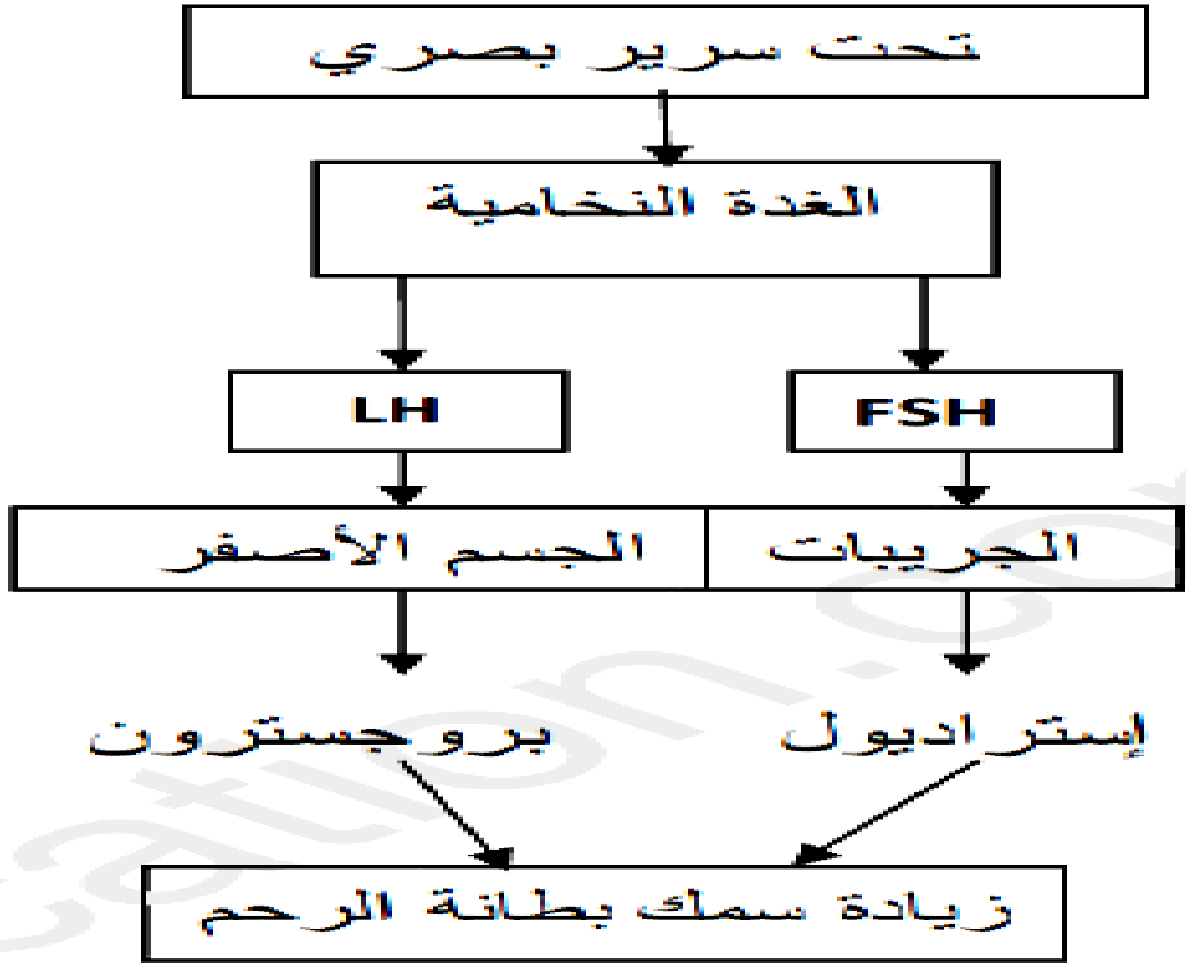 تحت سرير بصري
الغدة النخامية
FSH
LH
الجريبات
الجسم الأصفر
إستراديول
بروجسترون
زيادة سمك بطانة الرحم